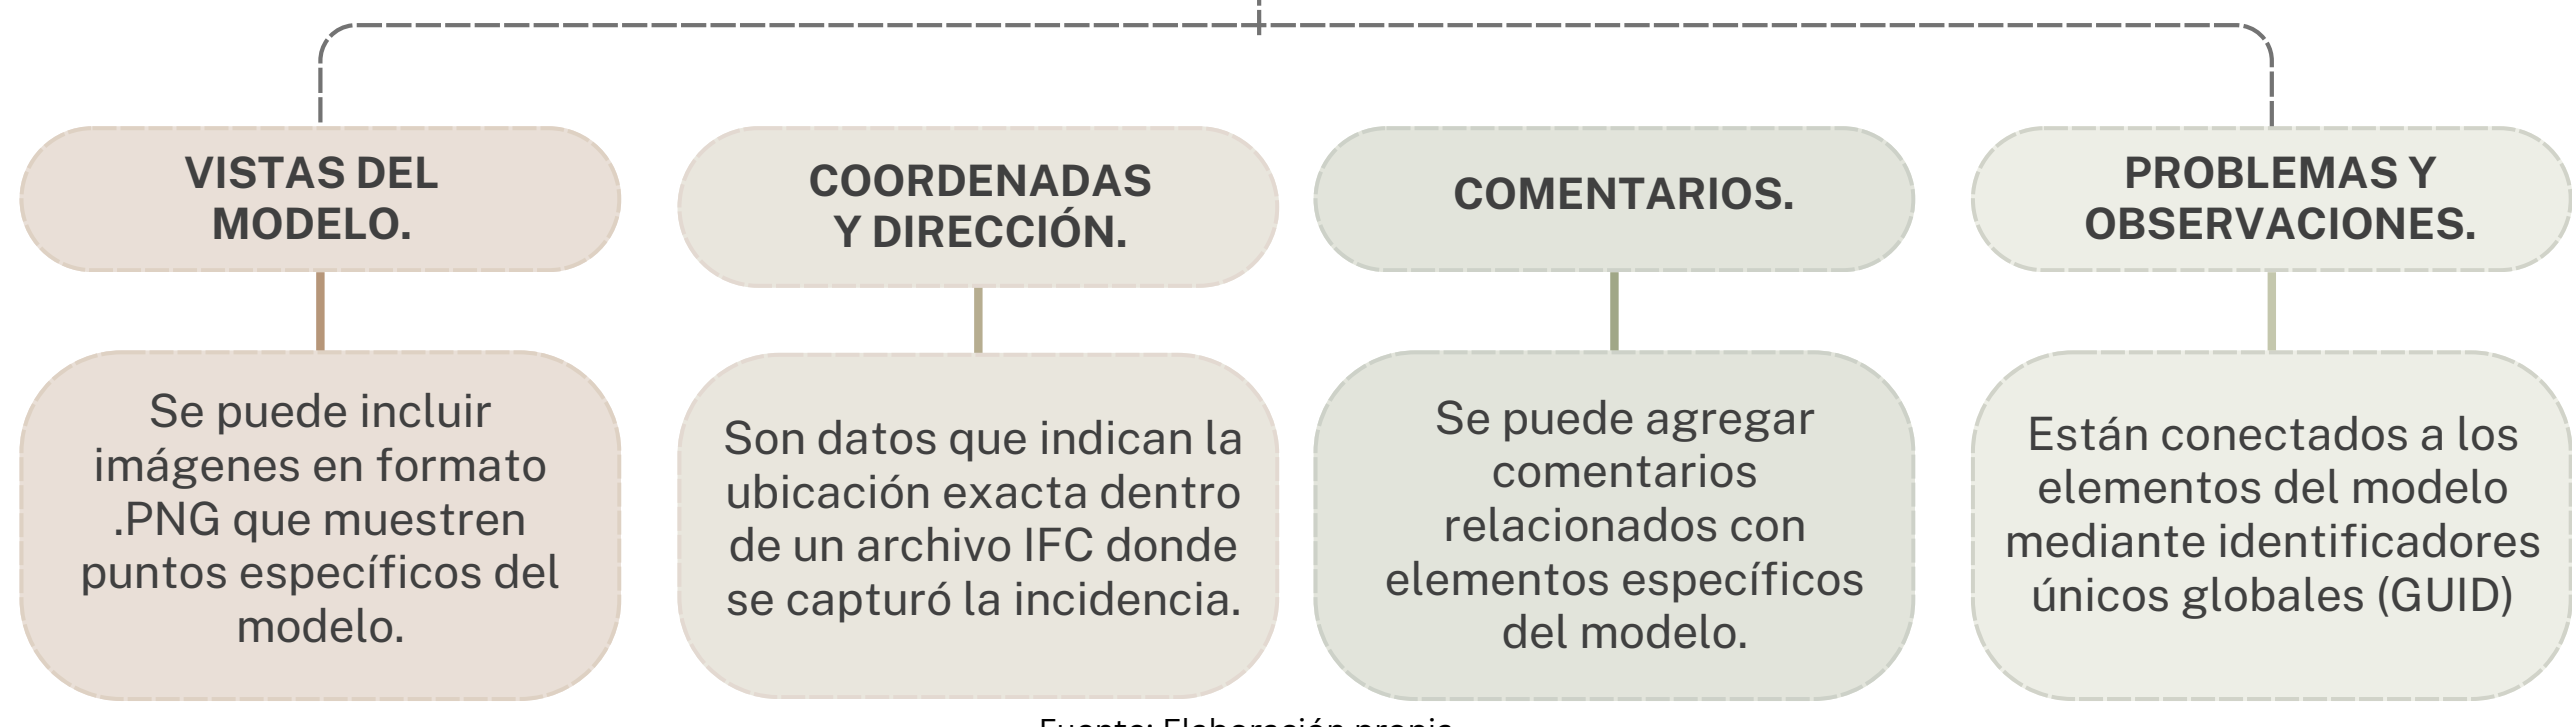 VISTAS DEL
MODELO.
Se puede incluir
imágenes en formato
.PNG que muestren
puntos específicos del
modelo.
COORDENADAS
Y DIRECCIÓN.
Son datos que indican la
ubicación exacta dentro
de un archivo IFC donde
se capturó la incidencia.
COMENTARIOS.
Se puede agregar
comentarios
relacionados con
elementos específicos
del modelo.
PROBLEMAS Y
OBSERVACIONES.
Están conectados a los
elementos del modelo
mediante identificadores
únicos globales (GUID)
Fuente: Elaboración propia